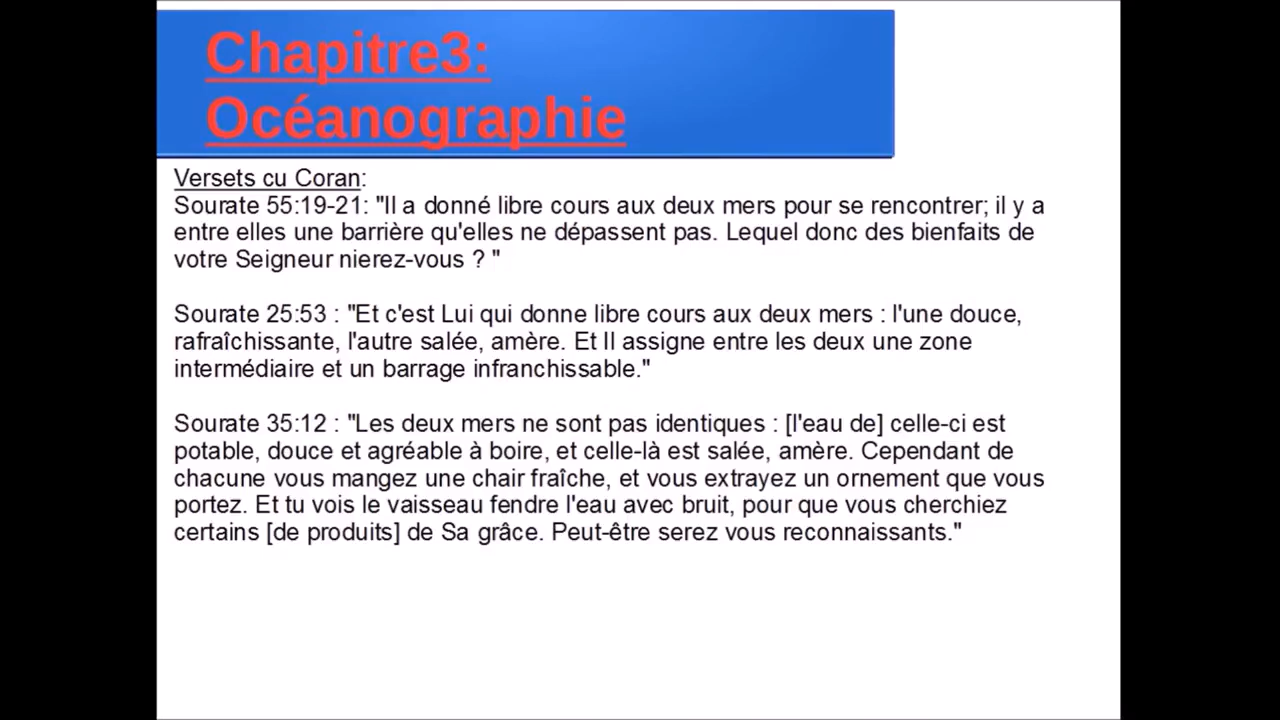 Chapitre3:
Océanographie
Versets cu Coran:
Sourate 55:19-21: "Il a donné libre cours aux deux mers pour se rencontrer; il y a
entre elles une barrière qu'elles ne dépassent pas. Lequel donc des bienfaits de
votre Seigneur nierez-vous ? "
Sourate 25:53 : "Et c'est Lui qui donne libre cours aux deux mers : l'une douce,
rafraîchissante, l'autre salée, amère. Et Il assigne entre les deux une zone
intermédiaire et un barrage infranchissable."
Sourate 35:12 : "Les deux mers ne sont pas identiques : [l'eau de] celle-ci est
potable, douce et agréable à boire, et celle-là est salée, amère. Cependant de
chacune vous mangez une chair fraîche, et vous extrayez un ornement que vous
portez. Et tu vois le vaisseau fendre l'eau avec bruit, pour que vous cherchiez
certains [de produits] de Sa grâce. Peut-être serez vous reconnaissants."